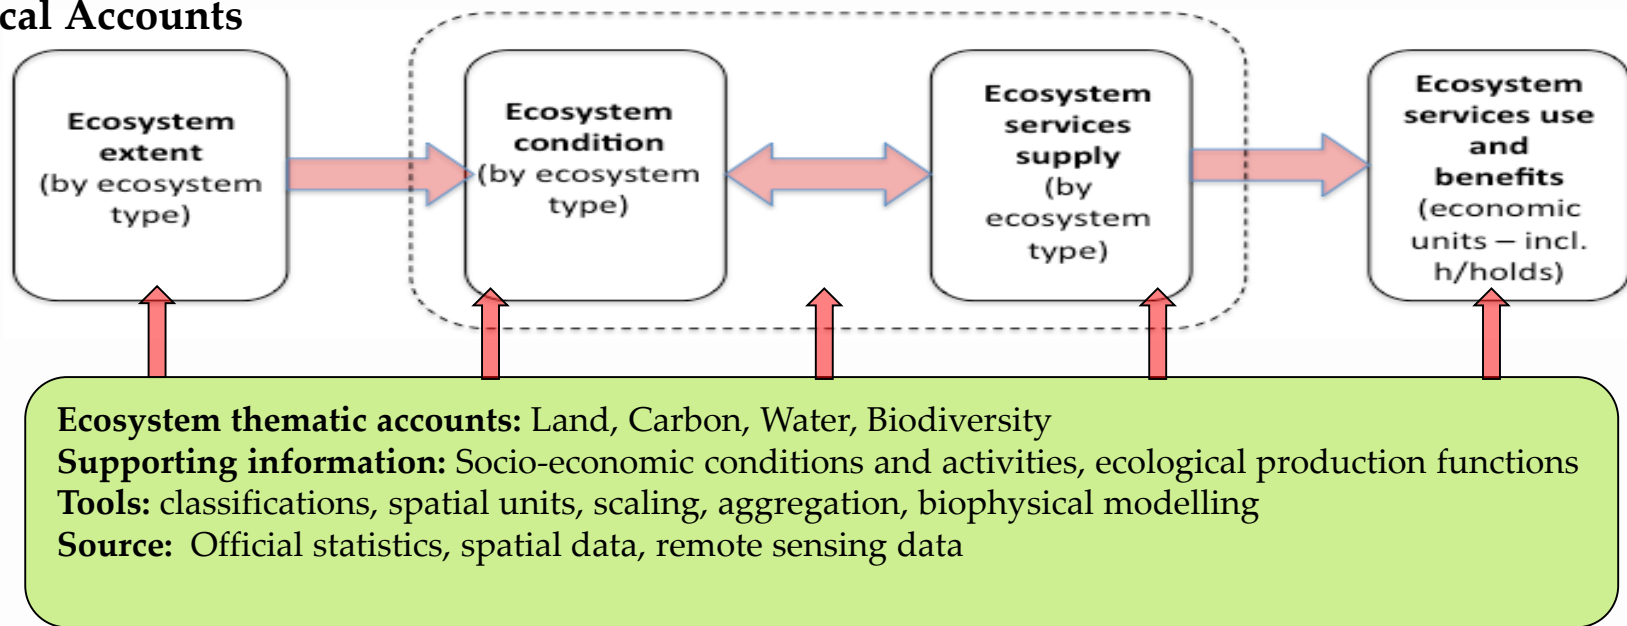 cal Accounts
Ecosystem
extent
(by ecosystem
type)
Ecosystem
condition
(by ecosystem
type)
Ecosystem
services
supply
(by
ecosystem
type)
Ecosystem
services use
and
benefits
(economic
units – incl.
h/holds)
Ecosystem thematic accounts: Land, Carbon, Water, Biodiversity
Supporting information: Socio-economic conditions and activities, ecological production functions
Tools: classifications, spatial units, scaling, aggregation, biophysical modelling
Source: Official statistics, spatial data, remote sensing data